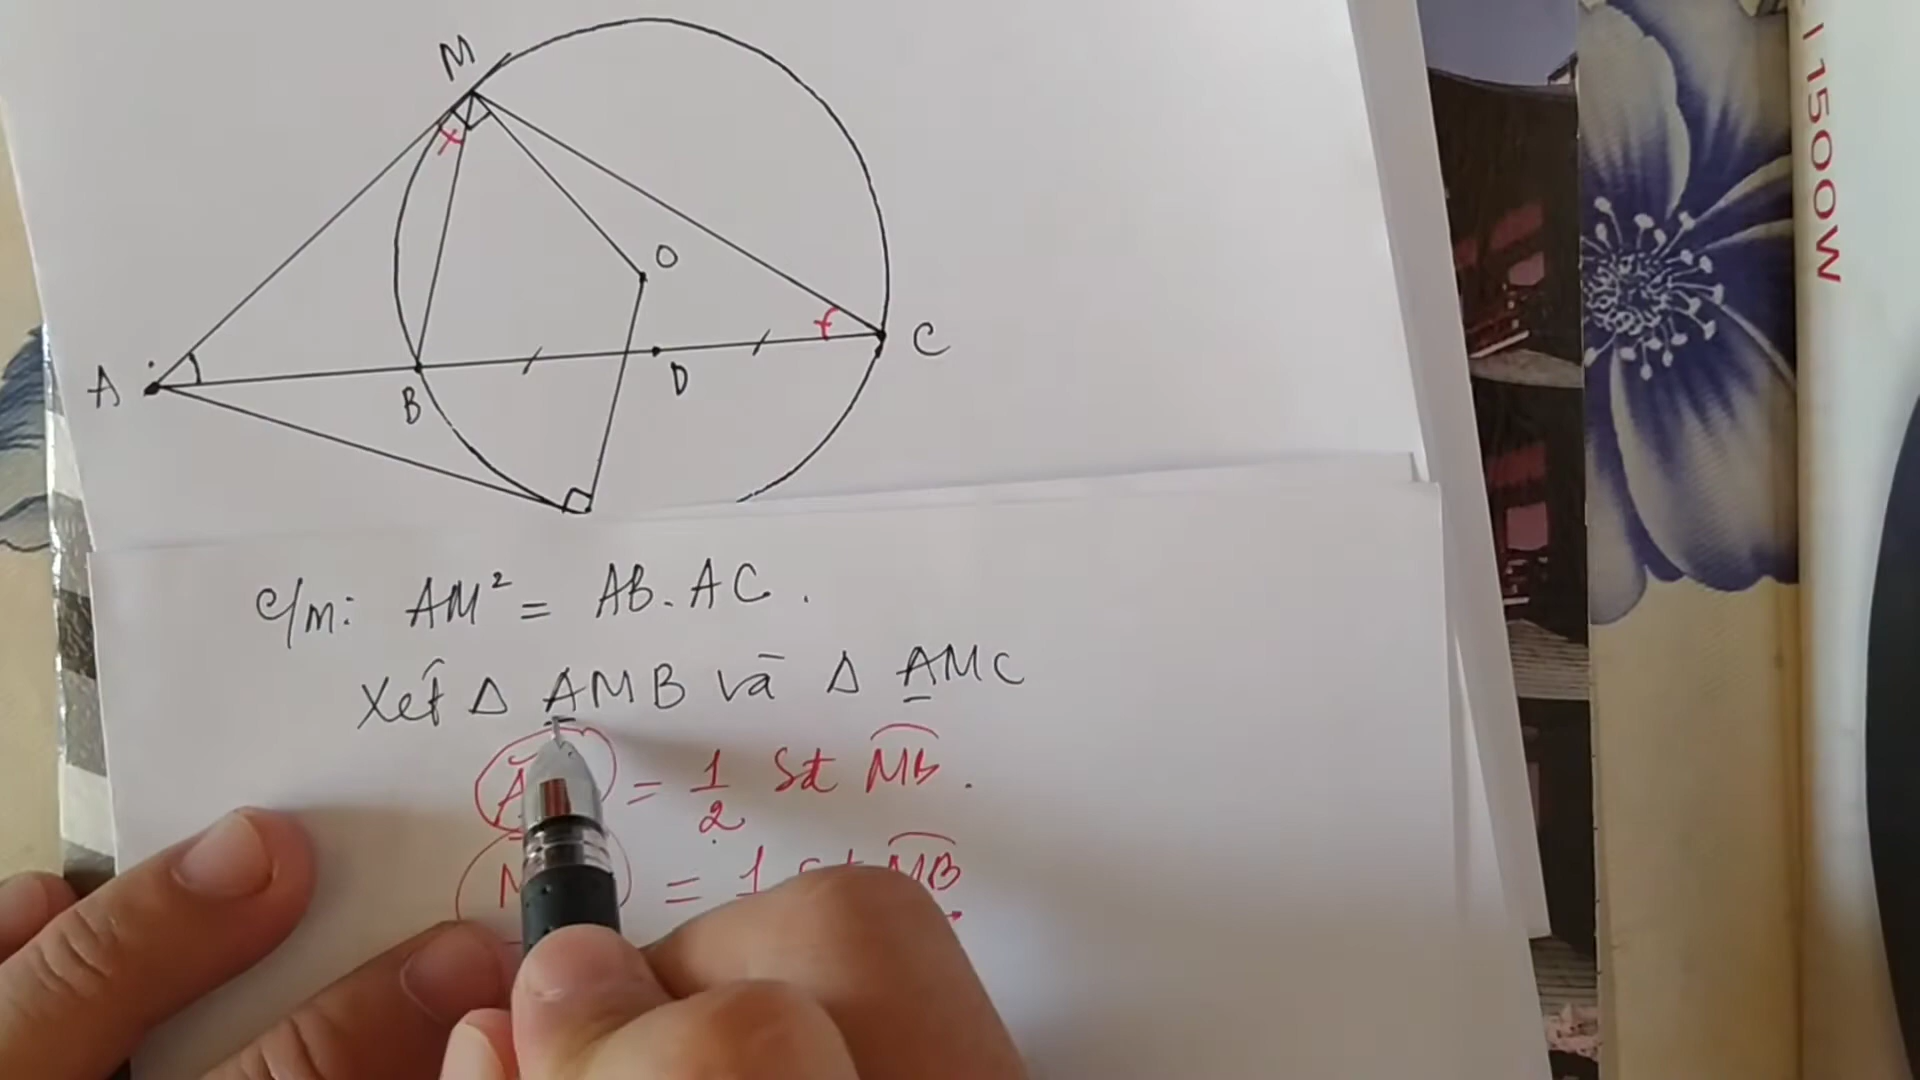 M
O
A
B
D
C
1500W
c/m: AM² = AB.AC.
Xét Δ AMB và Δ AMC
= 1/2 sđ MB.
= 1 MB